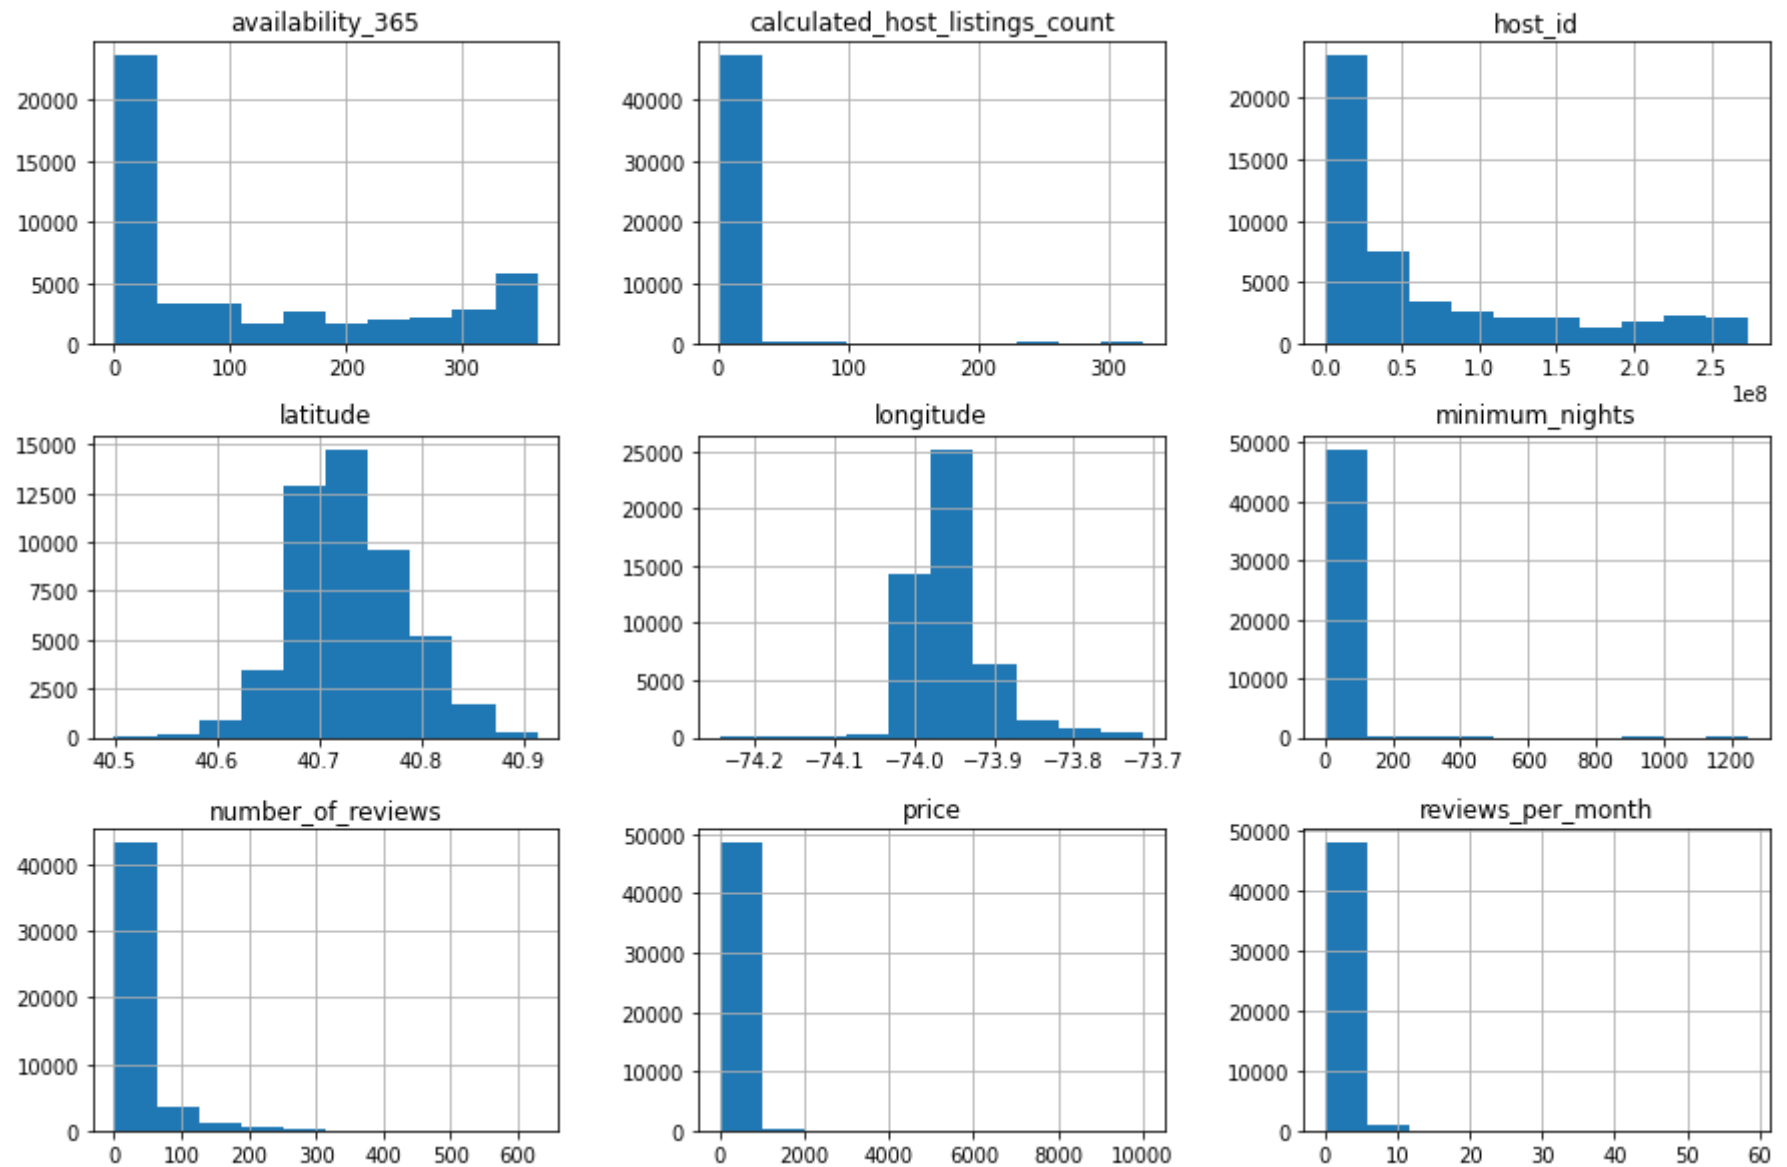 availability_365
20000
15000
10000
5000
0
0 100 200 300
calculated_host_listings_count
40000
30000
20000
10000
0
0 100 200 300
host_id
20000
15000
10000
5000
0
0.0 0.5 1.0 1.5 2.0 2.5
1e8
latitude
15000
12500
10000
7500
5000
2500
0
40.5 40.6 40.7 40.8 40.9
longitude
25000
20000
15000
10000
5000
0
−74.2 −74.1 −74.0 −73.9 −73.8 −73.7
minimum_nights
50000
40000
30000
20000
10000
0
0 200 400 600 800 1000 1200
number_of_reviews
40000
30000
20000
10000
0
0 100 200 300 400 500 600
price
50000
40000
30000
20000
10000
0
0 2000 4000 6000 8000 10000
reviews_per_month
50000
40000
30000
20000
10000
0
0 10 20 30 40 50 60